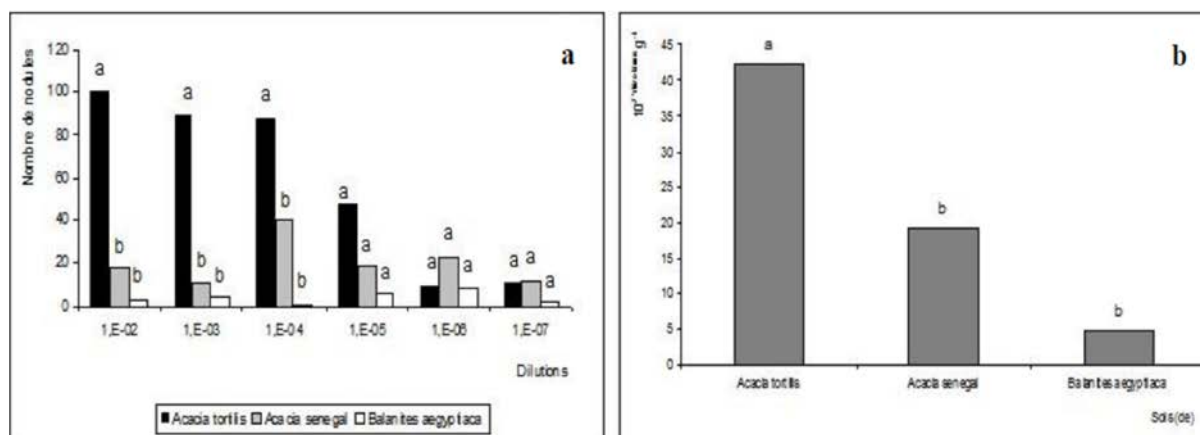 a
Nombre de nodules
120
100
80
60
40
20
0
a
b
b
a
b
b
a
b
b
a
a
a
a
a
a
a
a
a
1,E-02
1,E-03
1,E-04
1,E-05
1,E-06
1,E-07
Dilutions
Acacia tortilis
Acacia senegal
Balanites aegyptiaca
b
45
40
35
30
25
20
15
10
5
0
a
b
b
Acacia tortilis
Acacia senegal
Balanites aegyptiaca
Sols(de)